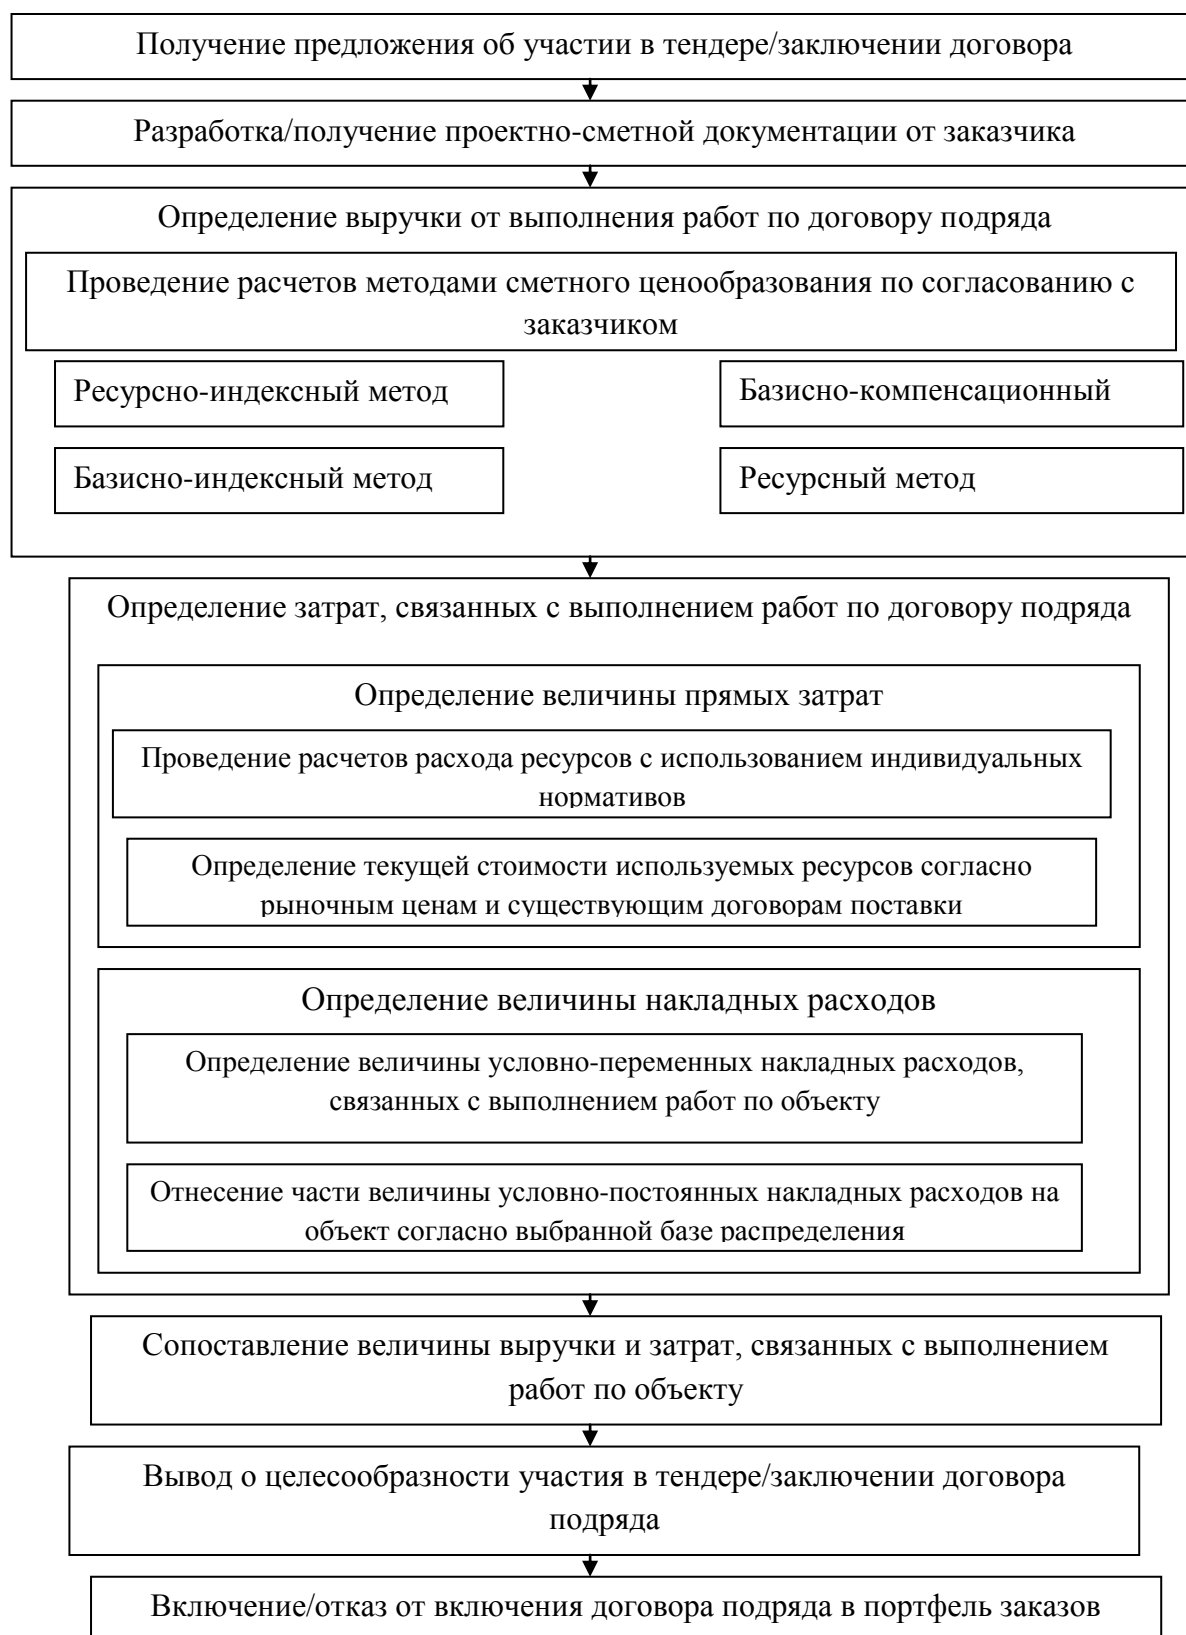 Получение предложения об участии в тендере/заключении договора
Разработка/получение проектно-сметной документации от заказчика
Определение выручки от выполнения работ по договору подряда
Проведение расчетов методами сметного ценообразования по согласованию с
заказчиком
Ресурсно-индексный метод
Базисно-компенсационный
Базисно-индексный метод
Ресурсный метод
Определение затрат, связанных с выполнением работ по договору подряда
Определение величины прямых затрат
Проведение расчетов расхода ресурсов с использованием индивидуальных
нормативов
Определение текущей стоимости используемых ресурсов согласно
рыночным ценам и существующим договорам поставки
Определение величины накладных расходов
Определение величины условно-переменных накладных расходов,
связанных с выполнением работ по объекту
Отнесение части величины условно-постоянных накладных расходов на
объект согласно выбранной базе распределения
Сопоставление величины выручки и затрат, связанных с выполнением
работ по объекту
Вывод о целесообразности участия в тендере/заключении договора
подряда
Включение/отказ от включения договора подряда в портфель заказов